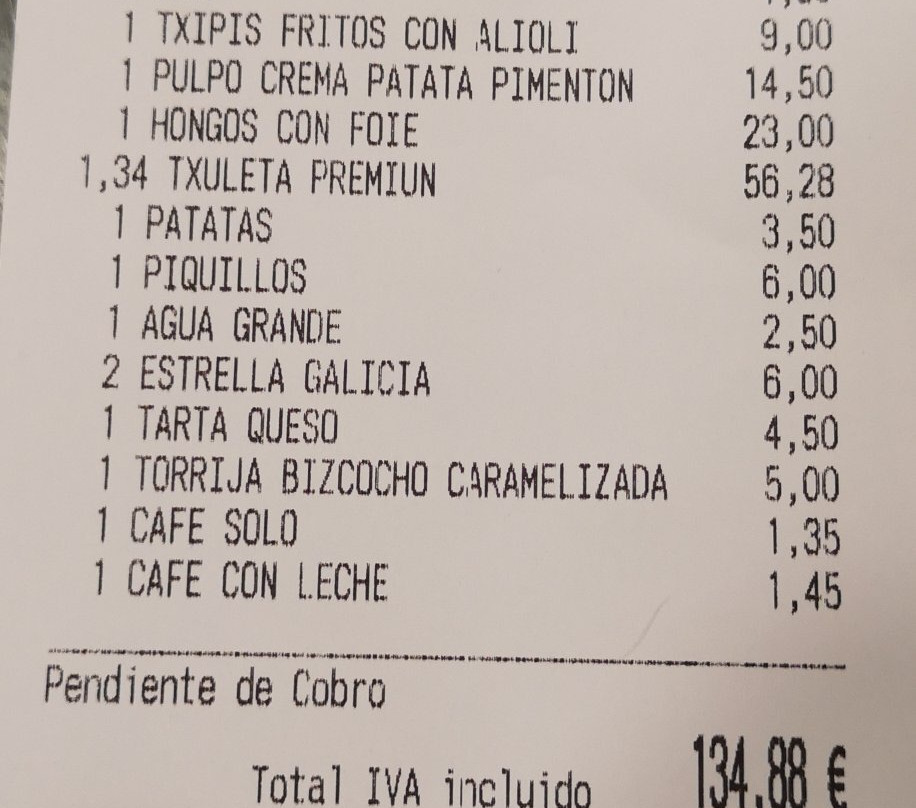 1 TXIPIS FRITOS CON ALIOLI 9,00
1 PULPO CREMA PATATA PIMENTON 14,50
1 HONGOS CON FOIE 23,00
1,34 TXULETA PREMIUN 56,28
1 PATATAS 3,50
1 PIQUILLOS 6,00
1 AGUA GRANDE 2,50
2 ESTRELLA GALICIA 6,00
1 TARTA QUESO 4,50
1 TORRIJA BIZCOCHO CARAMELIZADA 5,00
1 CAFE SOLO 1,35
1 CAFE CON LECHE 1,45
Pendiente de Cobro
Total IVA incluido 134.88 €